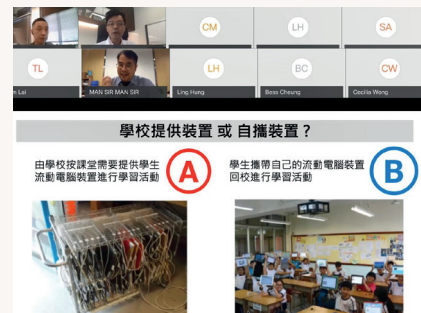 CM
LH
SA
TL
LH
BC
CW
n Lai
MAN SIR MAN SIR
Ling Hung
Boss Cheung
Cecilia Wong
學校提供裝置 或 自攜裝置？
由學校按課堂需要提供學生
流動電腦裝置進行學習活動
A
學生攜帶自己的流動電腦裝置
回校進行學習活動
B